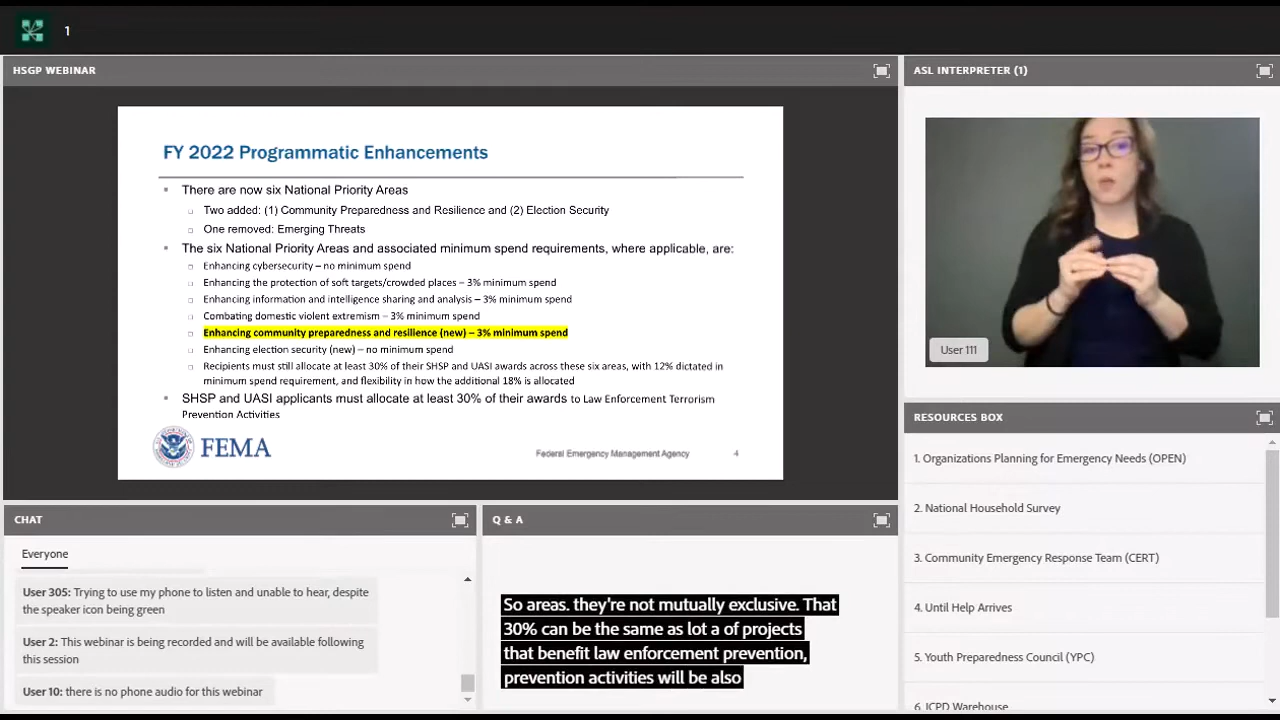 1
HSGP WEBINAR
FY 2022 Programmatic Enhancements
There are now six National Priority Areas
Two added: (1) Community Preparedness and Resilience and (2) Election Security
One removed: Emerging Threats
The six National Priority Areas and associated minimum spend requirements, where applicable, are:
Enhancing cybersecurity – no minimum spend
Enhancing the protection of soft targets/crowded places – 3% minimum spend
Enhancing information and intelligence sharing and analysis – 3% minimum spend
Combating domestic violent extremism – 3% minimum spend
Enhancing community preparedness and resilience (new) – 3% minimum spend
Enhancing election security (new) – no minimum spend
Recipients must still allocate at least 30% of their SHSP and UASI awards across these six areas, with 12% dictated in
minimum spend requirement, and flexibility in how the additional 18% is allocated
SHSP and UASI applicants must allocate at least 30% of their awards to Law Enforcement Terrorism
Prevention Activities
FEMA
Federal Emergency Management Agency 4
ASL INTERPRETER (1)
User 111
RESOURCES BOX
1. Organizations Planning for Emergency Needs (OPEN)
2. National Household Survey
3. Community Emergency Response Team (CERT)
4. Until Help Arrives
5. Youth Preparedness Council (YPC)
6. ICPD Warehouse
CHAT
Everyone
User 305: Trying to use my phone to listen and unable to hear, despite
the speaker icon being green
User 2: This webinar is being recorded and will be available following
this session
User 10: there is no phone audio for this webinar
Q & A
So areas. they're not mutually exclusive. That
30% can be the same as lot a of projects
that benefit law enforcement prevention,
prevention activities will be also